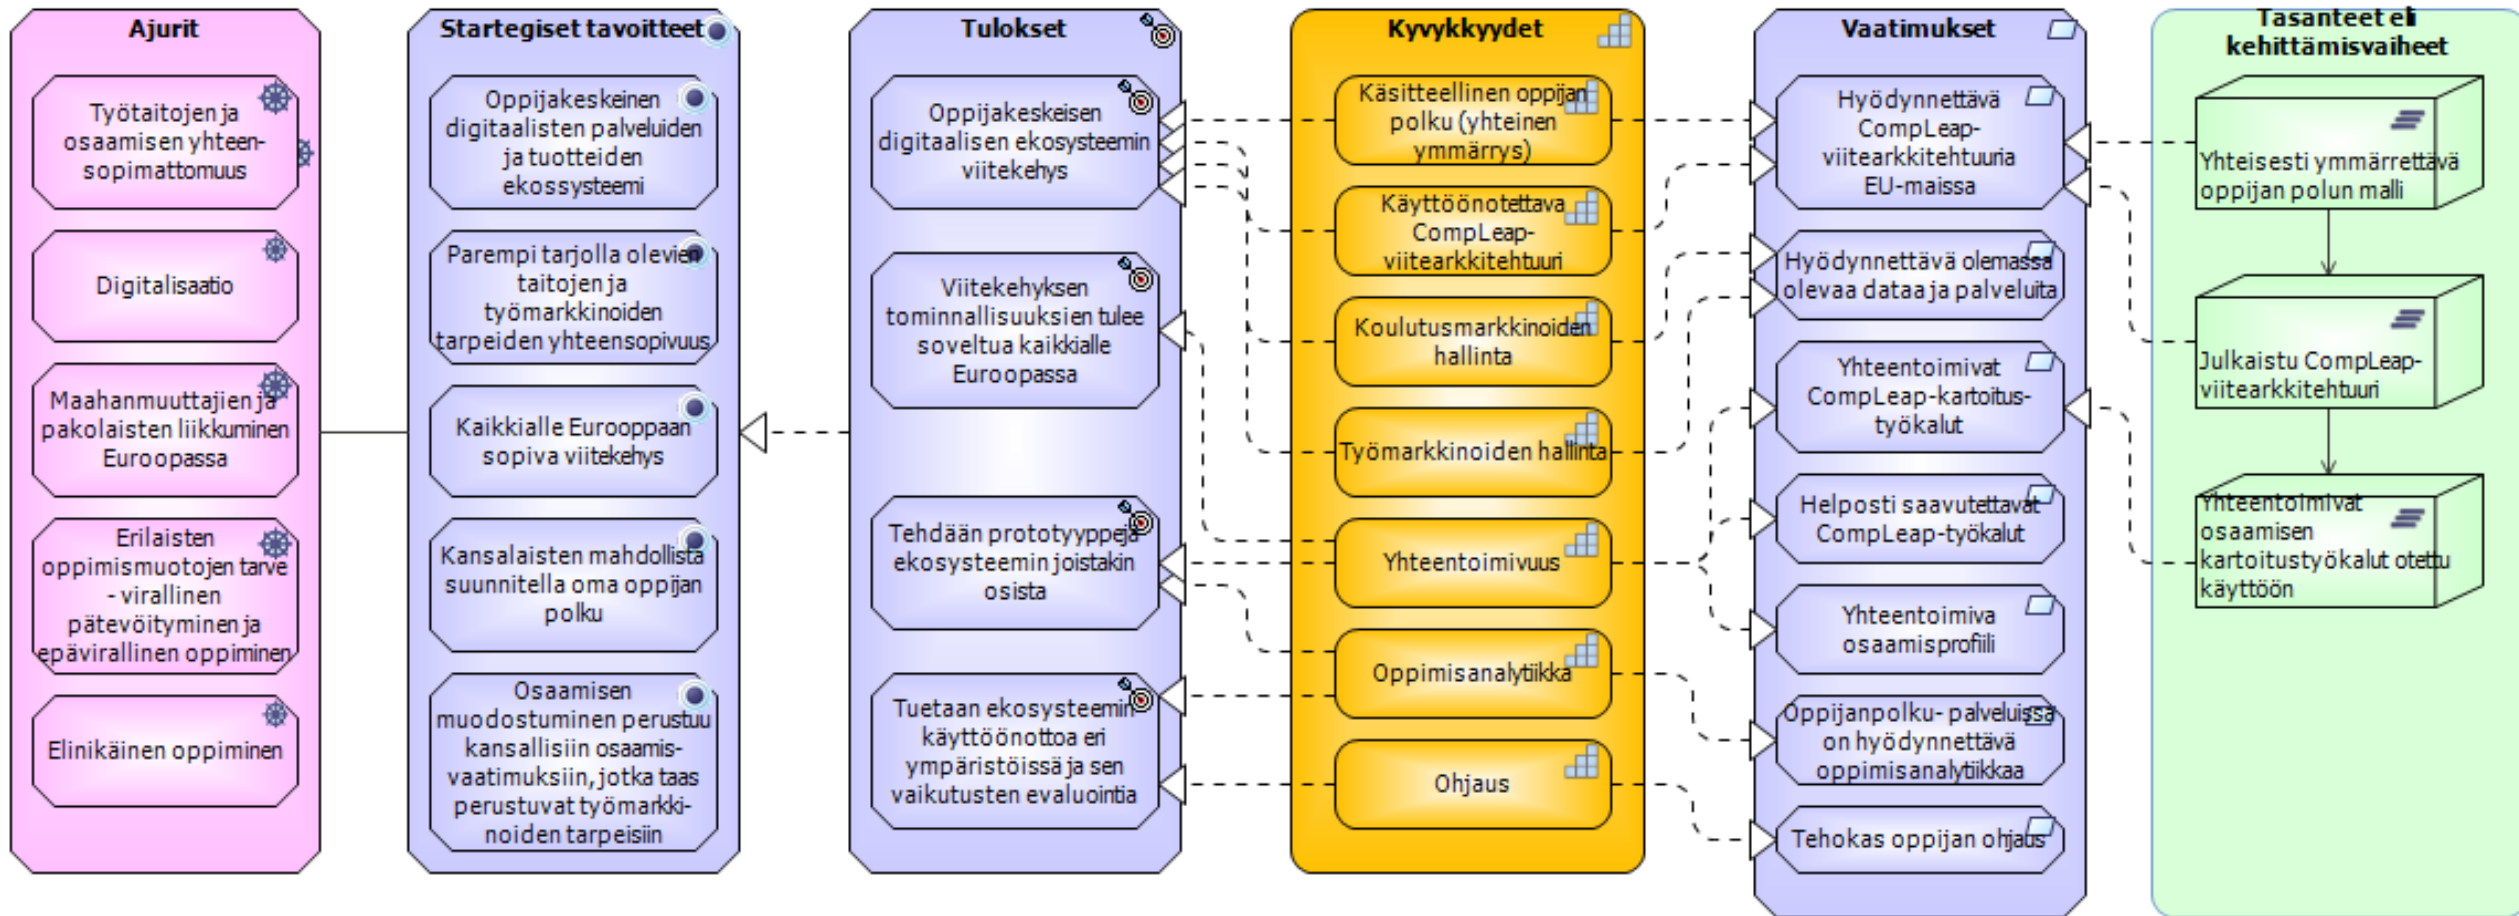 Ajurit
Työtaitojen ja
osaamisen yhteen-
sopimattomuus
Digitalisaatio
Maahanmuuttajien ja
pakolaisten liikkuminen
Euroopassa
Erilaisten
oppimismuotojen tarve
- virallinen
pätevöityminen ja
epävirallinen oppiminen
Elinikäinen oppiminen
Startegiset tavoitteet
Oppijakeskeinen
digitaalisten palveluiden
ja tuotteiden
ekossysteemi
Parempi tarjolla olevien
taitojen ja
työmarkkinoiden
tarpeiden yhteensopivuus
Kaikkialle Eurooppaan
sopiva viitekehys
Kansalaisten mahdollista
suunnitella oma oppijan
polku
Osaamisen
muodostuminen perustuu
kansallisiin osaamis-
vaatimuksiin, jotka taas
perustuvat työmarkki-
noiden tarpeisiin
Tulokset
Oppijakeskeisen
digitaalisen ekosysteemin
viitekehys
Viitekehyksen
tominnallisuuksien tulee
soveltua kaikkialle
Euroopassa
Tehdään prototyyppejä
ekosysteemin joistakin
osista
Tuetaan ekosysteemin
käyttöönottoa eri
ympäristöissä ja sen
vaikutusten evaluointia
Kyvykkyydet
Käsitteellinen oppijan
polku (yhteinen
ymmärrys)
Käyttöönotettava
CompLeap-
viitearkkitehtuuri
Koulutusmarkkinoiden
hallinta
Työmarkkinoiden hallinta
Yhteentoimivuus
Oppimisanalytiikka
Ohjaus
Vaatimukset
Hyödynnettävä
CompLeap-
viitearkkitehtuuria
EU-maissa
Hyödynnettävä olemassa
olevaa dataa ja palveluita
Yhteentoimivat
CompLeap-kartoitus-
työkalut
Helposti saavutettavat
CompLeap-työkalut
Yhteentoimiva
osaamisprofiili
Oppijanpolku- palveluissa
on hyödynnettävä
oppimisanalytiikkaa
Tehokas oppijan ohjaus
Tasanteet eli
kehittämisvaiheet
Yhteisesti ymmärrettävä
oppijan polun malli
Julkaistu CompLeap-
viitearkkitehtuuri
Yhteentoimivat
osaamisen
kartoitustyökalut otettu
käyttöön